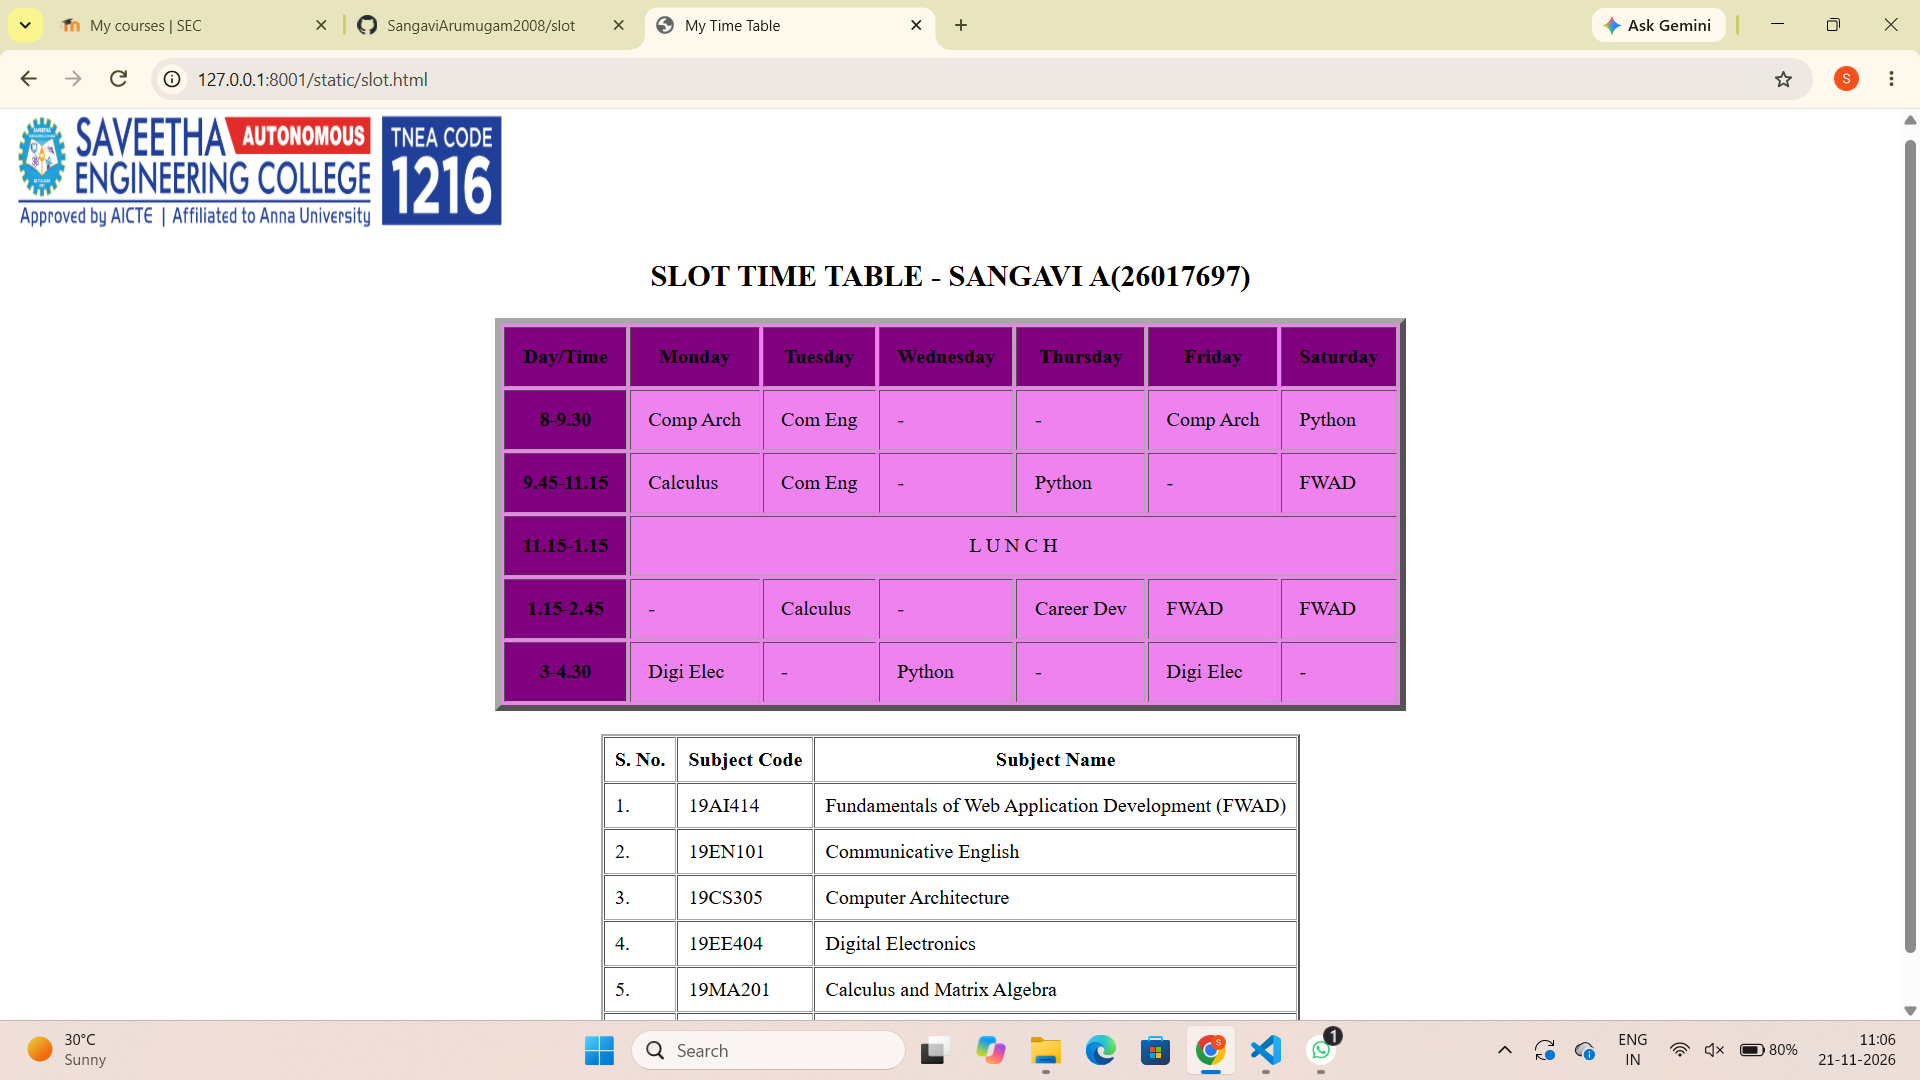 My courses | SEC
SangaviArumugam2008/slot
My Time Table
Ask Gemini
127.0.0.1:8001/static/slot.html
S
SAVEETHA AUTONOMOUS
ENGINEERING COLLEGE
Approved by AICTE | Affiliated to Anna University
TNEA CODE
1216
SLOT TIME TABLE - SANGAVI A(26017697)
Day/Time Monday Tuesday Wednesday Thursday Friday Saturday
8-9.30 Comp Arch Com Eng - - Comp Arch Python
9.45-11.15 Calculus Com Eng - Python - FWAD
11.15-1.15 L U N C H
1.15-2.45 - Calculus - Career Dev FWAD FWAD
3-4.30 Digi Elec - Python - Digi Elec -
S. No. Subject Code Subject Name
1. 19AI414 Fundamentals of Web Application Development (FWAD)
2. 19EN101 Communicative English
3. 19CS305 Computer Architecture
4. 19EE404 Digital Electronics
5. 19MA201 Calculus and Matrix Algebra
30°C
Sunny
Search
S
1
ENG
IN
80%
11:06
21-11-2026